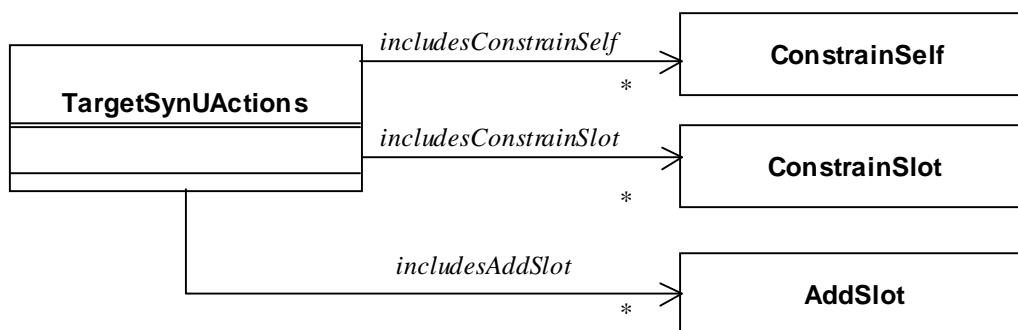 includesConstrainSelf
ConstrainSelf
*
TargetSynUActions
includesConstrainSlot
ConstrainSlot
*
includesAddSlot
AddSlot
*